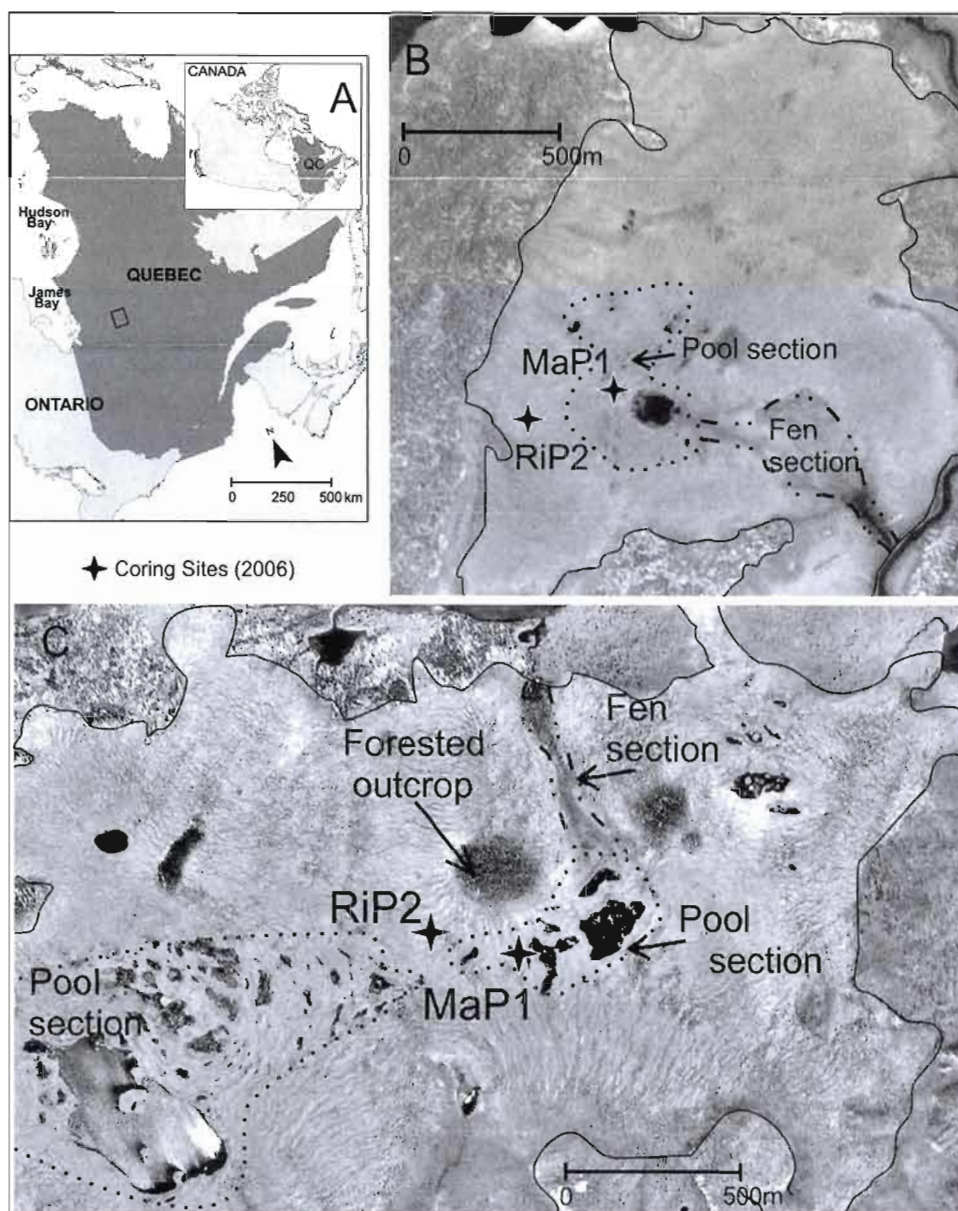 CANADA
A
QC
Hudson
Bay
James
Bay
QUEBEC
ONTARIO
N
0 250 500 km
Coring Sites (2006)
B
0 500m
MaP1
Pool section
RiP2
Fen
section
C
Fen
section
Forested
outcrop
RiP2
MaP1
Pool
section
Pool
section
0 500m